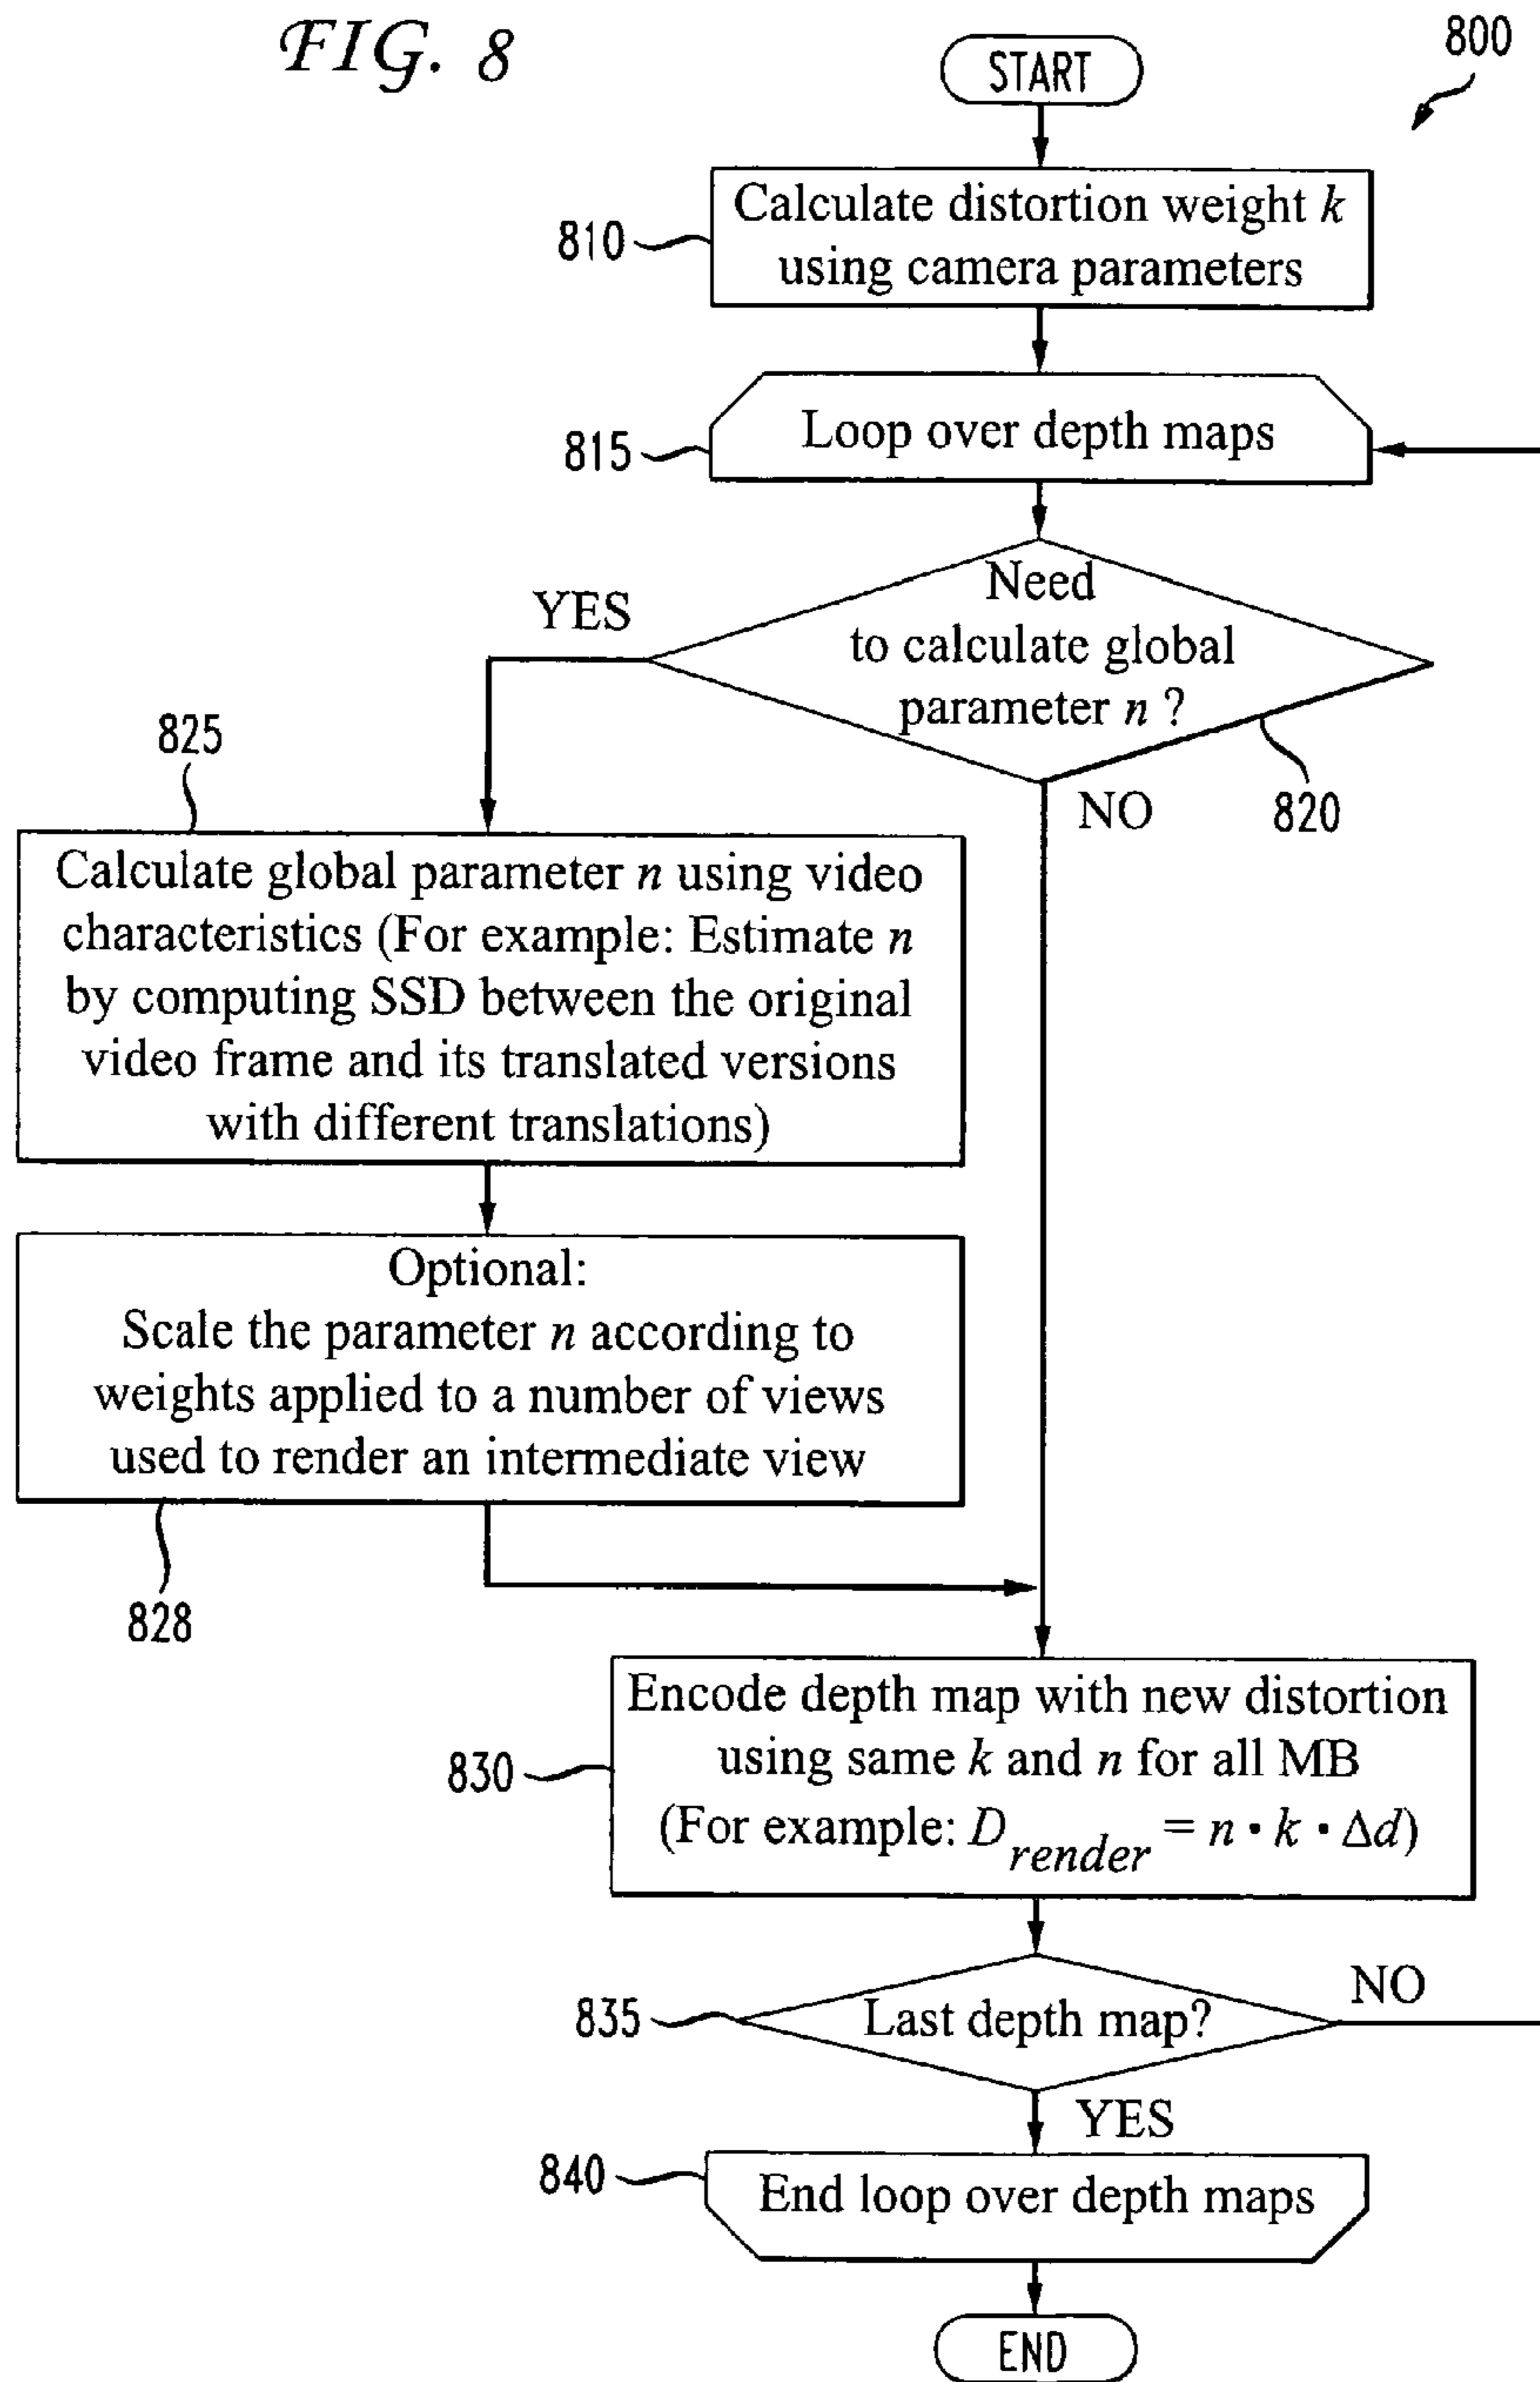 FIG. 8
800
START
810
Calculate distortion weight k
using camera parameters
815
Loop over depth maps
Need
to calculate global
parameter n ?
YES
NO
820
825
Calculate global parameter n using video
characteristics (For example: Estimate n
by computing SSD between the original
video frame and its translated versions
with different translations)
Optional:
Scale the parameter n according to
weights applied to a number of views
used to render an intermediate view
828
830
Encode depth map with new distortion
using same k and n for all MB
(For example: D render = n · k · Δd)
835
Last depth map?
NO
YES
840
End loop over depth maps
END